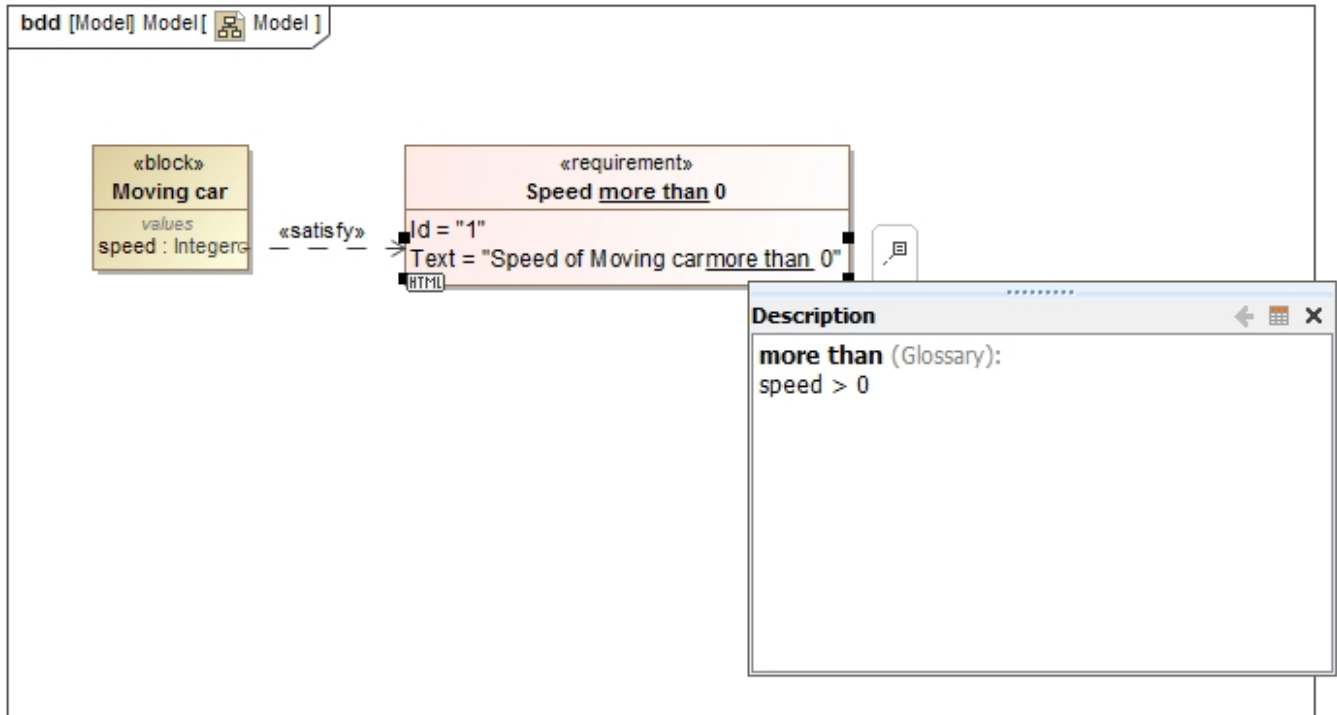 bdd [Model] Model[ Model ]
«block»
Moving car
values
speed : Integer
«satisfy»
«requirement»
Speed more than 0
Id = "1"
Text = "Speed of Moving carmore than 0"
HTML
Description
more than (Glossary):
speed > 0